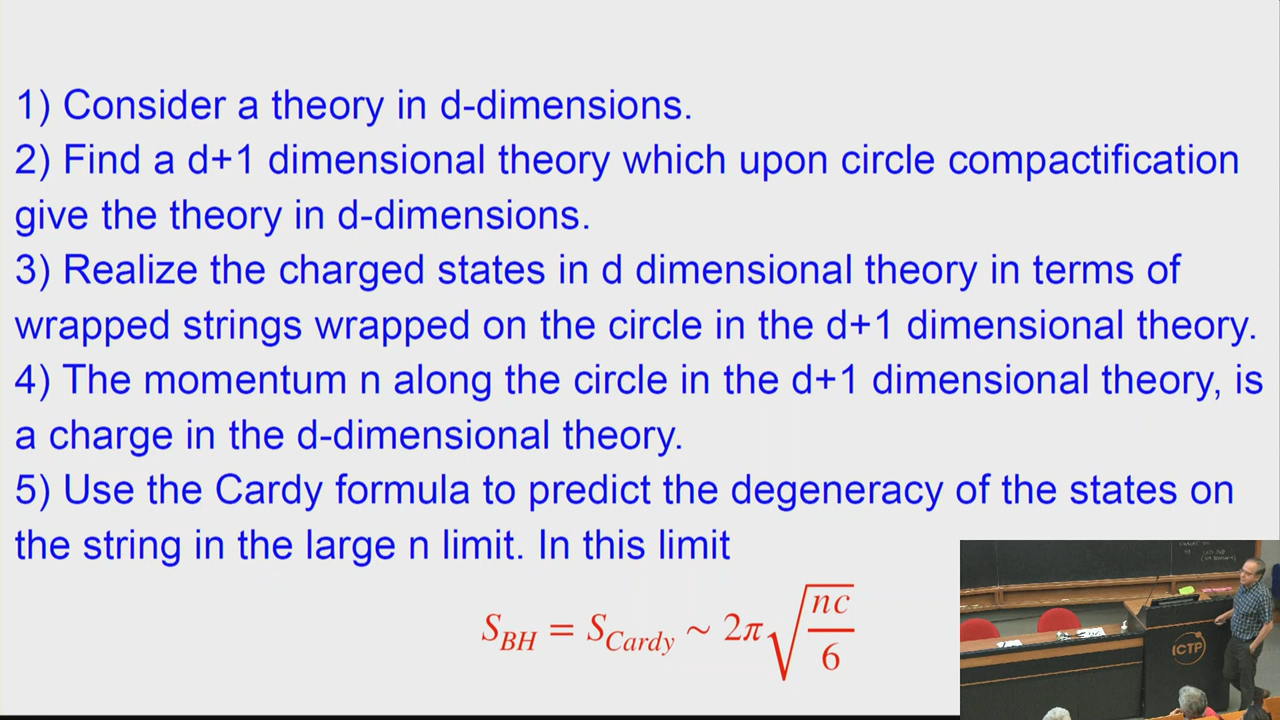 1) Consider a theory in d-dimensions.
2) Find a d+1 dimensional theory which upon circle compactification
give the theory in d-dimensions.
3) Realize the charged states in d dimensional theory in terms of
wrapped strings wrapped on the circle in the d+1 dimensional theory.
4) The momentum n along the circle in the d+1 dimensional theory, is
a charge in the d-dimensional theory.
5) Use the Cardy formula to predict the degeneracy of the states on
the string in the large n limit. In this limit
S_{BH} = S_{Cardy} ~ 2π√(nc/6)
ICTP